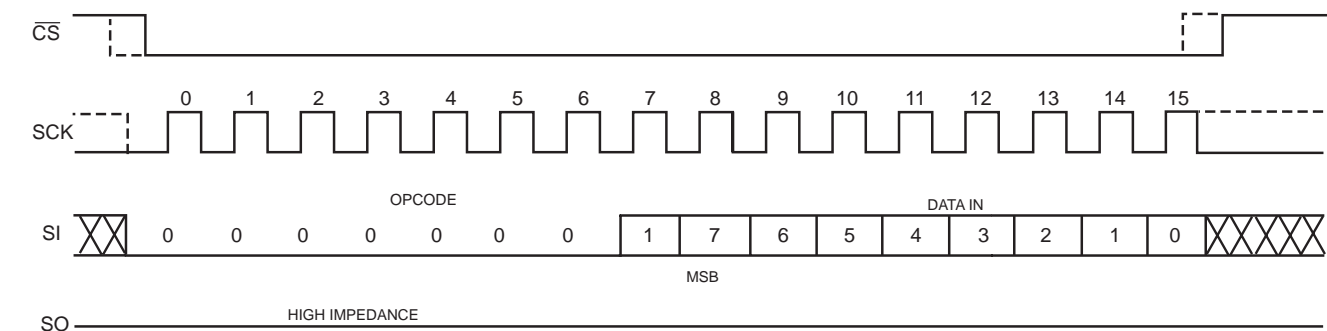 CS
0 1 2 3 4 5 6 7 8 9 10 11 12 13 14 15
SCK
OPCODE DATA IN
SI 0 0 0 0 0 0 0 1 7 6 5 4 3 2 1 0
MSB
HIGH IMPEDANCE
SO